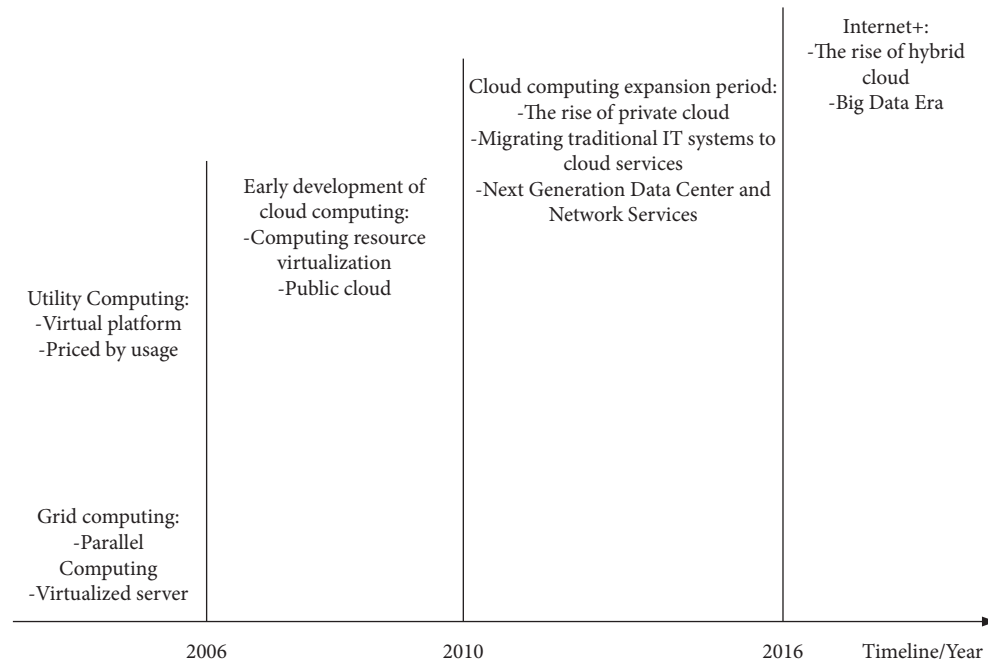 Utility Computing:
-Virtual platform
-Priced by usage
Grid computing:
-Parallel
Computing
-Virtualized server
Early development of
cloud computing:
-Computing resource
virtualization
-Public cloud
Cloud computing expansion period:
-The rise of private cloud
-Migrating traditional IT systems to
cloud services
-Next Generation Data Center and
Network Services
Internet+:
-The rise of hybrid
cloud
-Big Data Era
2006
2010
2016
Timeline/Year